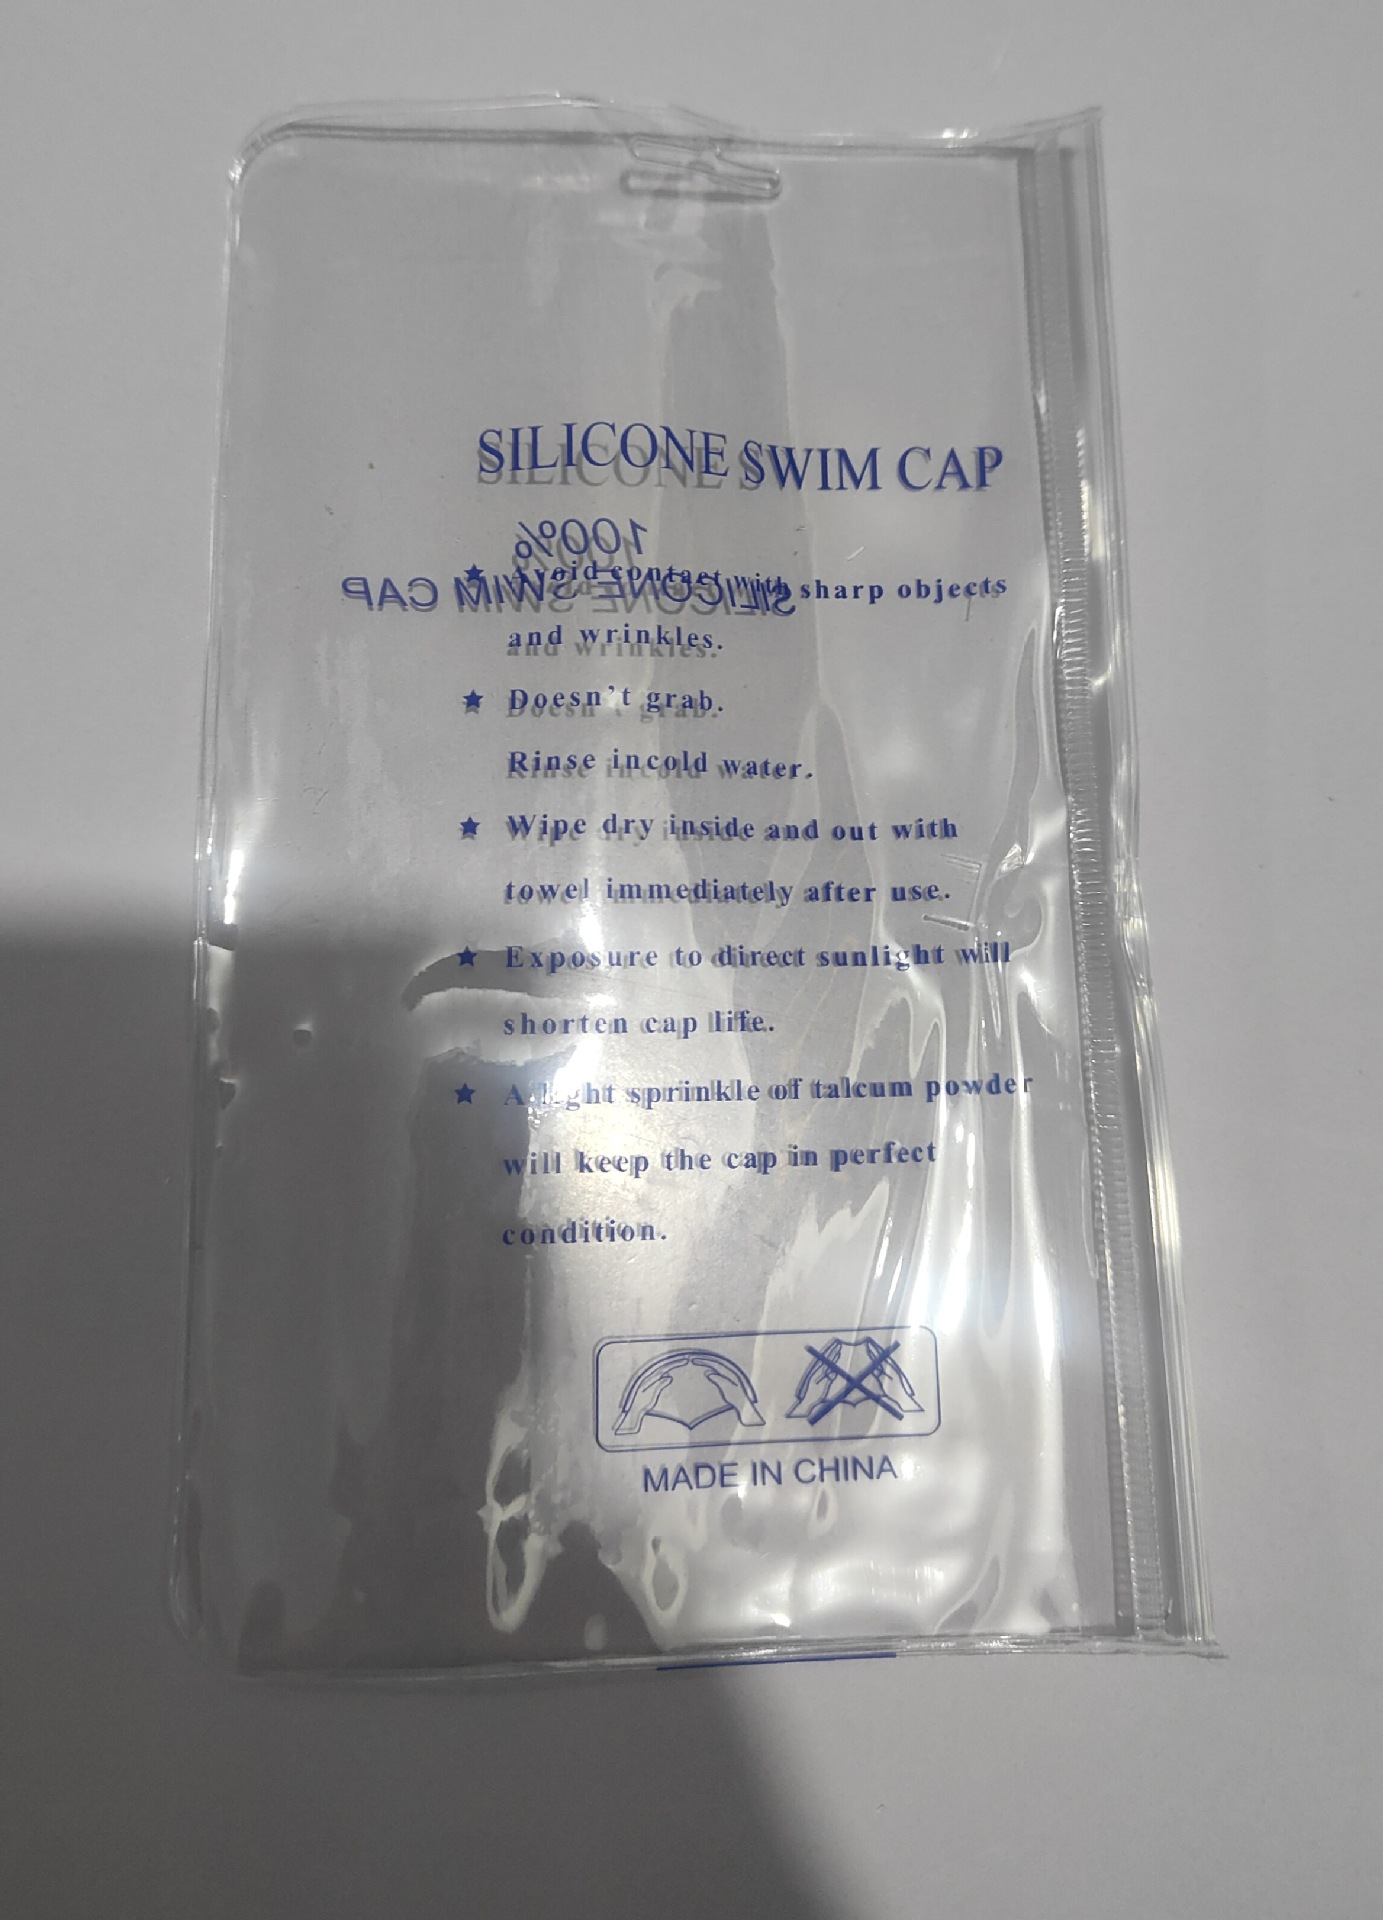 SILICONE SWIM CAP
100%
SILICONE SWIM CAP
★ Avoid contact with sharp objects
and wrinkles.
★ Doesn't grab.
Rinse incold water.
★ Wipe dry inside and out with
towel immediately after use.
★ Exposure to direct sunlight will
shorten cap life.
★ A light sprinkle of talcum powder
will keep the cap in perfect
condition.
MADE IN CHINA